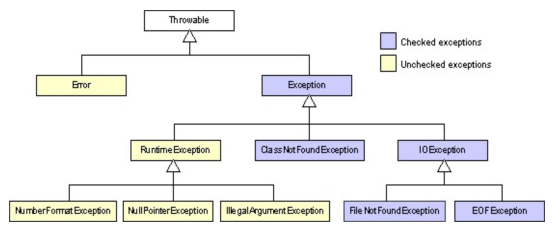 Throwable
Checked exceptions
Unchecked exceptions
Error
Exception
RuntimeException
ClassNotFoundException
IOException
NumberFormatException
NullPointerException
IllegalArgumentException
FileNotFoundException
EOFException